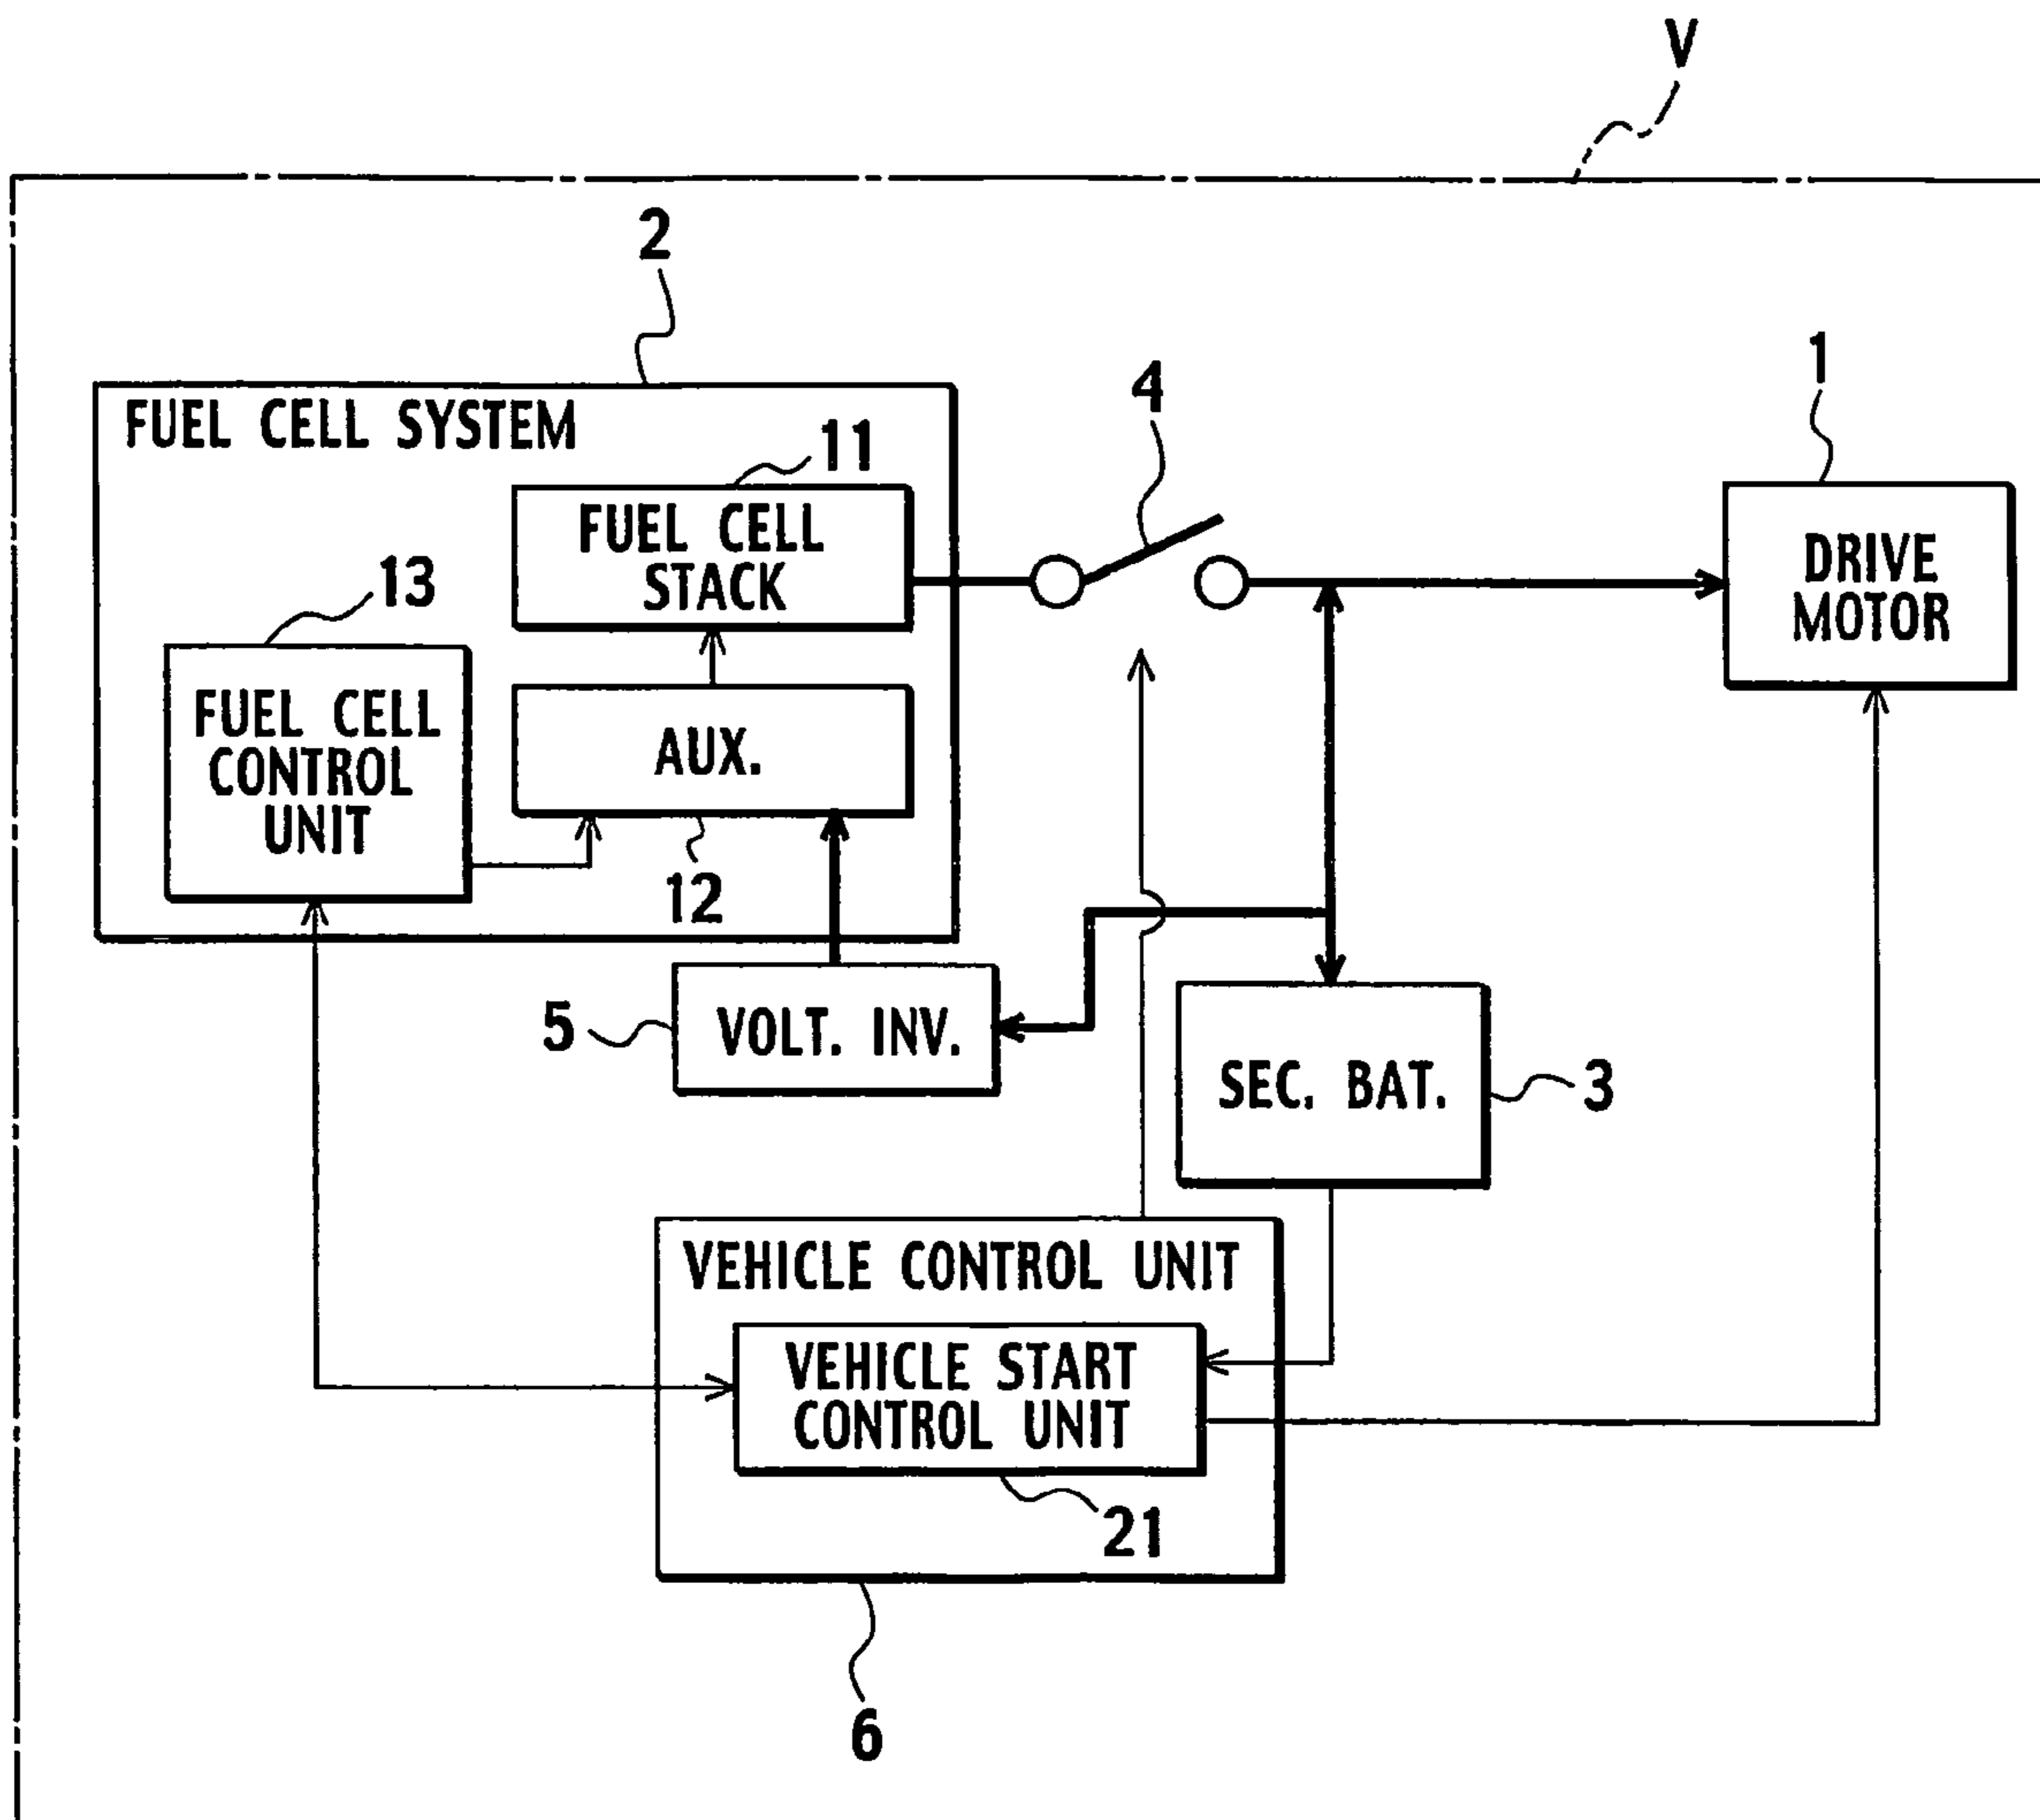 V
2
FUEL CELL SYSTEM
11
4
1
FUEL CELL
STACK
DRIVE
MOTOR
13
FUEL CELL
CONTROL
UNIT
AUX.
12
5
VOLT. INV.
SEC. BAT.
3
VEHICLE CONTROL UNIT
VEHICLE START
CONTROL UNIT
21
6